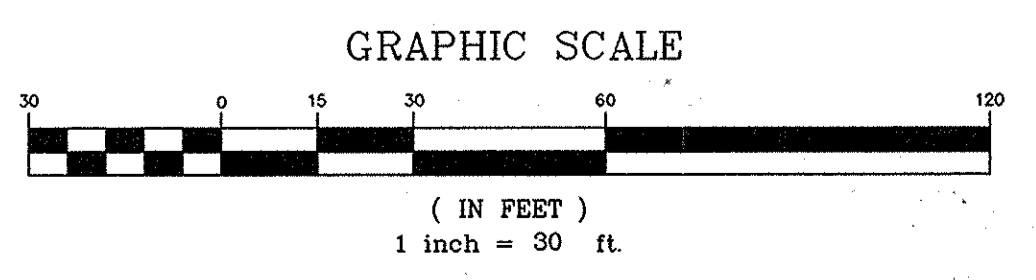 GRAPHIC SCALE
30 0 15 30 60 120
( IN FEET )
1 inch = 30 ft.